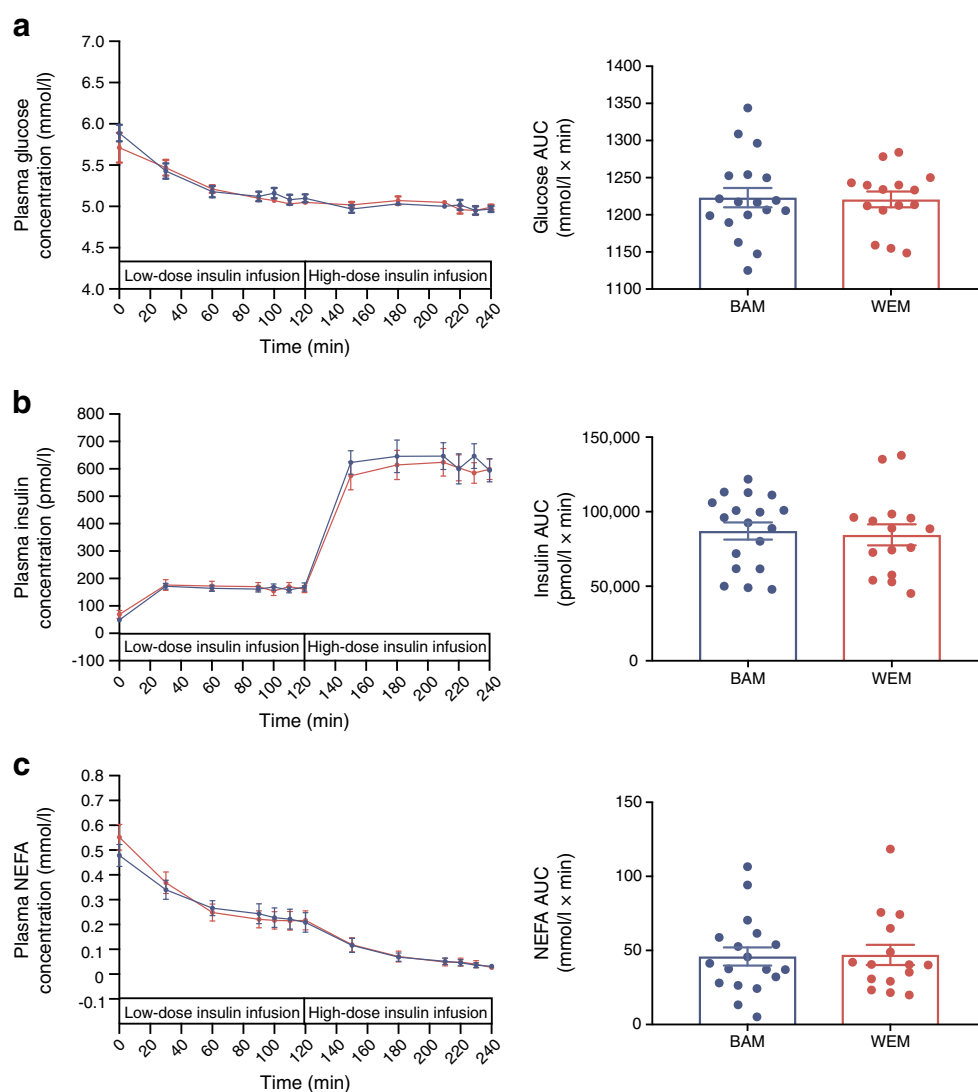 a
Plasma glucose
concentration (mmol/l)
7.0
6.5
6.0
5.5
5.0
4.5
4.0
Low-dose insulin infusion
High-dose insulin infusion
0 20 40 60 80 100 120 140 160 180 200 220 240
Time (min)
Glucose AUC
(mmol/l × min)
1400
1350
1300
1250
1200
1150
1100
BAM WEM
b
Plasma insulin
concentration (pmol/l)
800
700
600
500
400
300
200
100
0
-100
Low-dose insulin infusion
High-dose insulin infusion
0 20 40 60 80 100 120 140 160 180 200 220 240
Time (min)
Insulin AUC
(pmol/l × min)
150,000
100,000
50,000
0
BAM WEM
c
Plasma NEFA
concentration (mmol/l)
0.8
0.7
0.6
0.5
0.4
0.3
0.2
0.1
0
-0.1
Low-dose insulin infusion
High-dose insulin infusion
0 20 40 60 80 100 120 140 160 180 200 220 240
Time (min)
NEFA AUC
(mmol/l × min)
150
100
50
0
BAM WEM